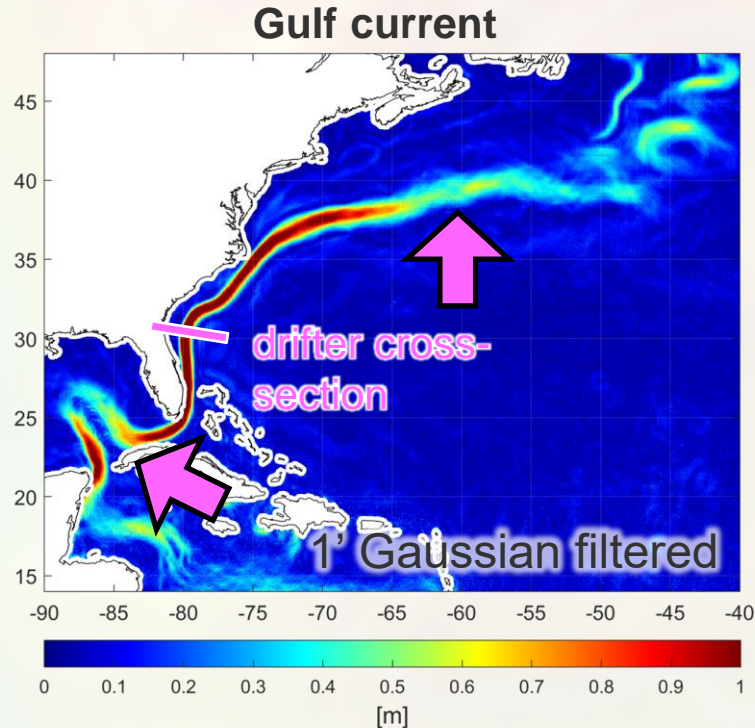 Gulf current
45
40
35
30
25
20
15
drifter cross-
section
1' Gaussian filtered
-90 -85 -80 -75 -70 -65 -60 -55 -50 -45 -40
0 0.1 0.2 0.3 0.4 0.5 0.6 0.7 0.8 0.9 1
[m]